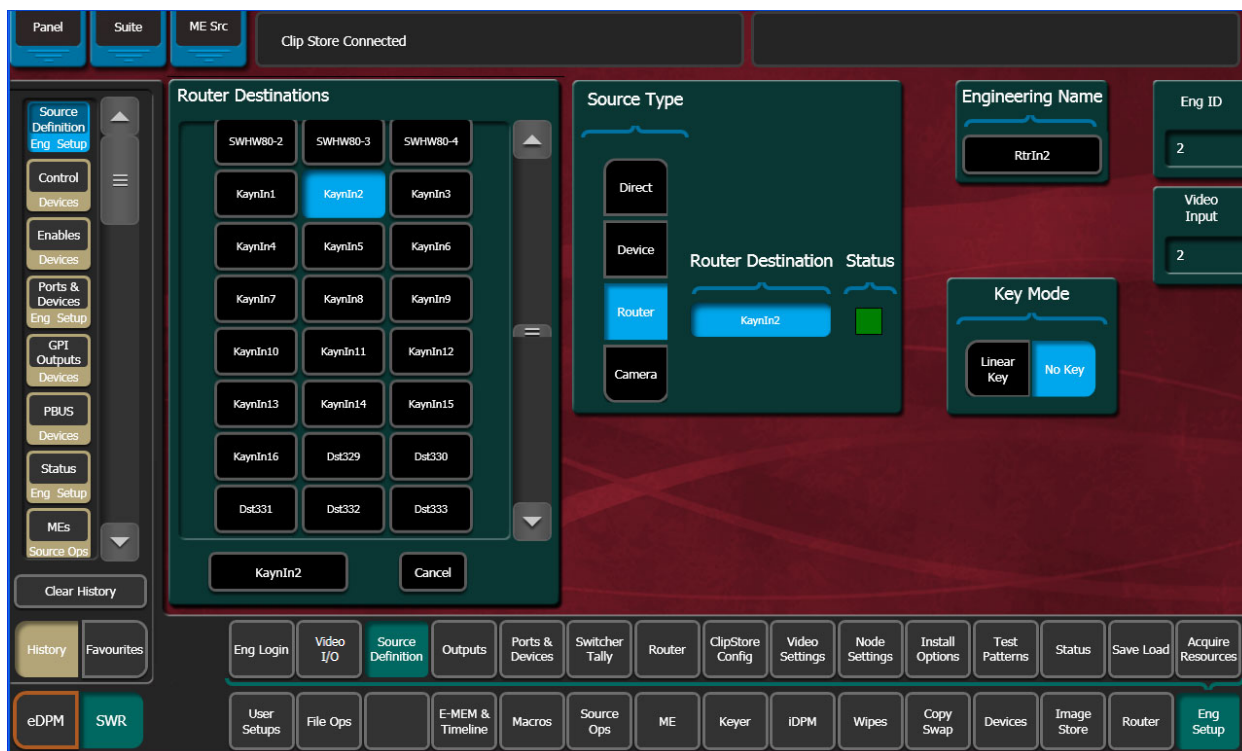 Panel
Suite
ME Src
Clip Store Connected
Source
Definition
Eng Setup
Control
Devices
Enables
Devices
Ports &
Devices
Eng Setup
GPI
Outputs
Devices
PBUS
Devices
Status
Eng Setup
MEs
Source Ops
Clear History
History
Favourites
eDPM
SWR
Router Destinations
SWHW80-2 SWHW80-3 SWHW80-4
KaynIn1 KaynIn2 KaynIn3
KaynIn4 KaynIn5 KaynIn6
KaynIn7 KaynIn8 KaynIn9
KaynIn10 KaynIn11 KaynIn12
KaynIn13 KaynIn14 KaynIn15
KaynIn16 Dst329 Dst330
Dst331 Dst332 Dst333
KaynIn2
Cancel
Source Type
Direct
Device
Router
Camera
Router Destination
KaynIn2
Status
Engineering Name
RtrIn2
Eng ID
2
Video
Input
2
Key Mode
Linear
Key
No Key
Eng Login
Video
I/O
Source
Definition
Outputs
Ports &
Devices
Switcher
Tally
Router
ClipStore
Config
Video
Settings
Node
Settings
Install
Options
Test
Patterns
Status
Save Load
Acquire
Resources
User
Setups
File Ops
E-MEM &
Timeline
Macros
Source
Ops
ME
Keyer
iDPM
Wipes
Copy
Swap
Devices
Image
Store
Router
Eng
Setup